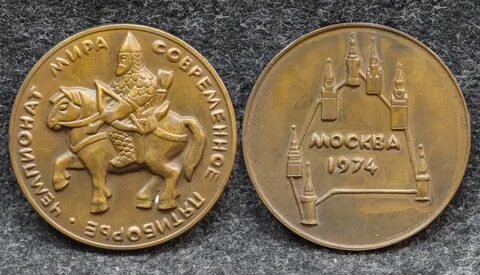 ЧЕМПИОНАТ МИРА СОВРЕМЕННОЕ ПЯТИБОРЬЕ •
МОСКВА
1974